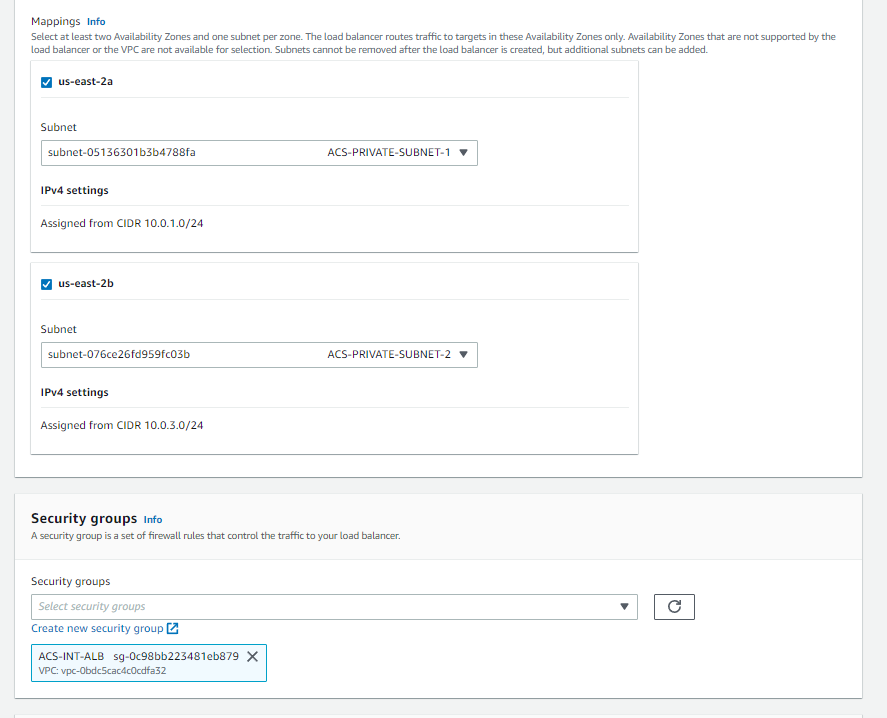 Mappings Info
Select at least two Availability Zones and one subnet per zone. The load balancer routes traffic to targets in these Availability Zones only. Availability Zones that are not supported by the
load balancer or the VPC are not available for selection. Subnets cannot be removed after the load balancer is created, but additional subnets can be added.
us-east-2a
Subnet
subnet-05136301b3b4788fa ACS-PRIVATE-SUBNET-1
IPv4 settings
Assigned from CIDR 10.0.1.0/24
us-east-2b
Subnet
subnet-076ce26fd959fc03b ACS-PRIVATE-SUBNET-2
IPv4 settings
Assigned from CIDR 10.0.3.0/24
Security groups Info
A security group is a set of firewall rules that control the traffic to your load balancer.
Security groups
Select security groups
Create new security group
ACS-INT-ALB sg-0c98bb223481eb879
VPC: vpc-0bdc5cac4c0cdfa32